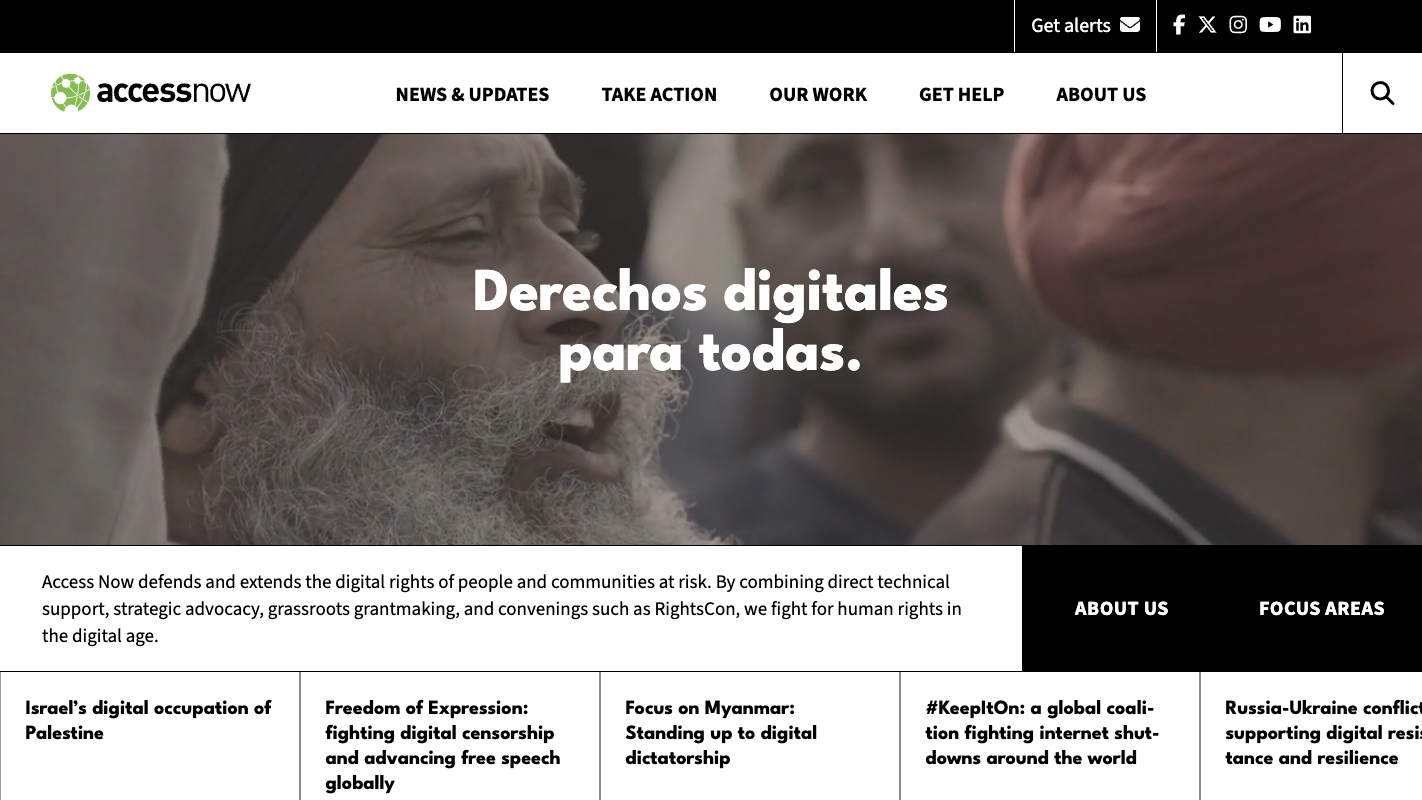 Get alerts
accessnow
NEWS & UPDATES
TAKE ACTION
OUR WORK
GET HELP
ABOUT US
Derechos digitales
para todas.
Access Now defends and extends the digital rights of people and communities at risk. By combining direct technical
support, strategic advocacy, grassroots grantmaking, and convenings such as RightsCon, we fight for human rights in
the digital age.
ABOUT US
FOCUS AREAS
Israel’s digital occupation of
Palestine
Freedom of Expression:
fighting digital censorship
and advancing free speech
globally
Focus on Myanmar:
Standing up to digital
dictatorship
#KeepItOn: a global coali-
tion fighting internet shut-
downs around the world
Russia-Ukraine conflict
supporting digital resis
tance and resilience